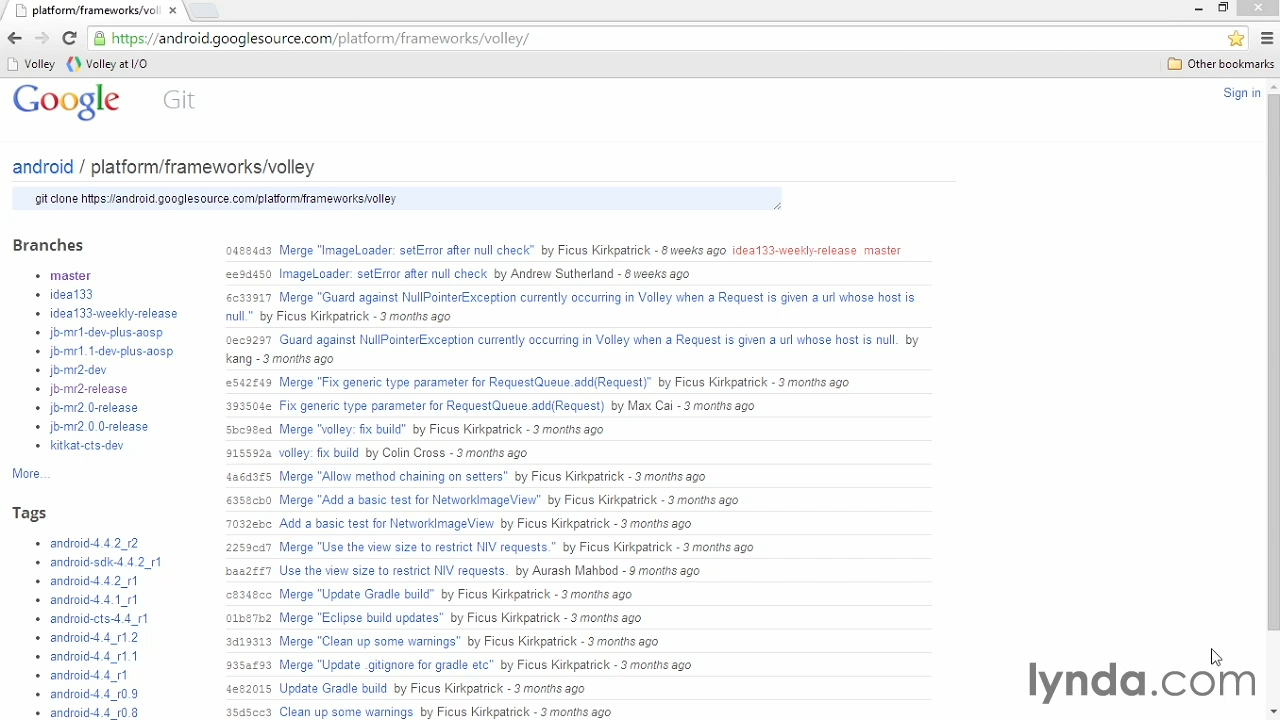 platform/frameworks/vol
https://android.googlesource.com/platform/frameworks/volley/
Volley Volley at I/O Other bookmarks
Google Git Sign in
android / platform/frameworks/volley
git clone https://android.googlesource.com/platform/frameworks/volley
Branches
master
idea133
idea133-weekly-release
jb-mr1-dev-plus-aosp
jb-mr1.1-dev-plus-aosp
jb-mr2-dev
jb-mr2-release
jb-mr2.0-release
jb-mr2.0.0-release
kitkat-cts-dev
More...
Tags
android-4.4.2_r2
android-sdk-4.4.2_r1
android-4.4.2_r1
android-4.4.1_r1
android-cts-4.4_r1
android-4.4_r1.2
android-4.4_r1.1
android-4.4_r1
android-4.4_r0.9
android-4.4_r0.8
04884d3 Merge "ImageLoader: setError after null check" by Ficus Kirkpatrick - 8 weeks ago idea133-weekly-release master
ee9d450 ImageLoader: setError after null check by Andrew Sutherland - 8 weeks ago
6c33917 Merge "Guard against NullPointerException currently occurring in Volley when a Request is given a url whose host is
null." by Ficus Kirkpatrick - 3 months ago
0ec9297 Guard against NullPointerException currently occurring in Volley when a Request is given a url whose host is null. by
kang - 3 months ago
e542f49 Merge "Fix generic type parameter for RequestQueue.add(Request)" by Ficus Kirkpatrick - 3 months ago
393504e Fix generic type parameter for RequestQueue.add(Request) by Max Cai - 3 months ago
5bc98ed Merge "volley: fix build" by Ficus Kirkpatrick - 3 months ago
915592a volley: fix build by Colin Cross - 3 months ago
4a6d3f5 Merge "Allow method chaining on setters" by Ficus Kirkpatrick - 3 months ago
6358cb0 Merge "Add a basic test for NetworkImageView" by Ficus Kirkpatrick - 3 months ago
7032ebc Add a basic test for NetworkImageView by Ficus Kirkpatrick - 3 months ago
2259cd7 Merge "Use the view size to restrict NIV requests." by Ficus Kirkpatrick - 3 months ago
baa2ff7 Use the view size to restrict NIV requests. by Aurash Mahbod - 9 months ago
c8348cc Merge "Update Gradle build" by Ficus Kirkpatrick - 3 months ago
01b87b2 Merge "Eclipse build updates" by Ficus Kirkpatrick - 3 months ago
3d19313 Merge "Clean up some warnings" by Ficus Kirkpatrick - 3 months ago
935af93 Merge "Update .gitignore for gradle etc" by Ficus Kirkpatrick - 3 months ago
4e82015 Update Gradle build by Ficus Kirkpatrick - 3 months ago
35d5cc3 Clean up some warnings by Ficus Kirkpatrick - 3 months ago
lynda.com